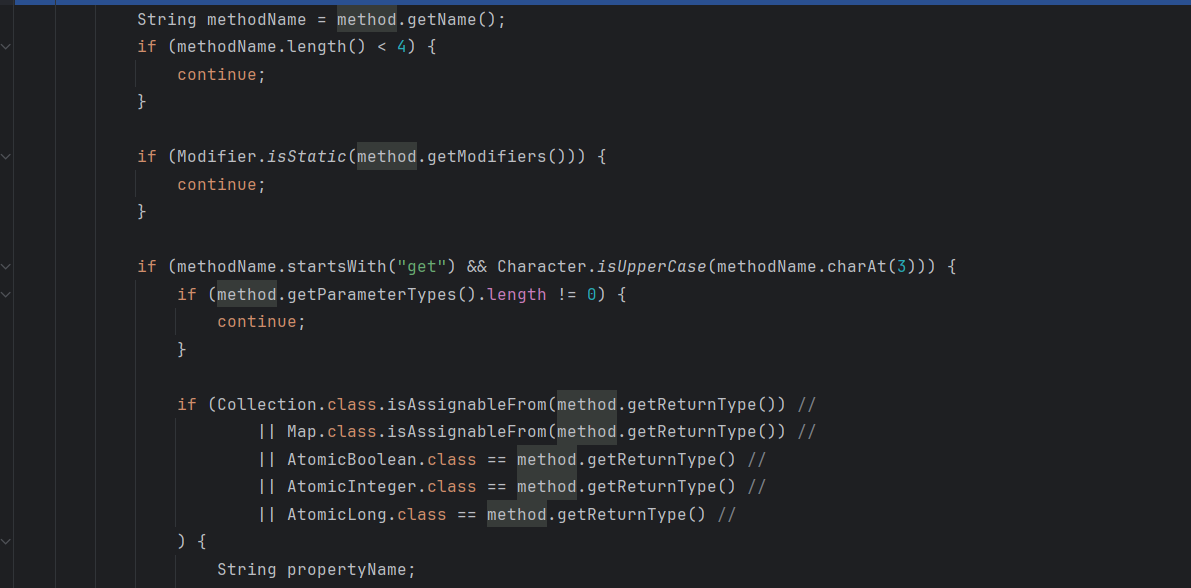 String methodName = method.getName();
if (methodName.length() < 4) {
continue;
}
if (Modifier.isStatic(method.getModifiers())) {
continue;
}
if (methodName.startsWith("get") && Character.isUpperCase(methodName.charAt(3))) {
if (method.getParameterTypes().length != 0) {
continue;
}
if (Collection.class.isAssignableFrom(method.getReturnType()) //
|| Map.class.isAssignableFrom(method.getReturnType()) //
|| AtomicBoolean.class == method.getReturnType() //
|| AtomicInteger.class == method.getReturnType() //
|| AtomicLong.class == method.getReturnType() //
) {
String propertyName;